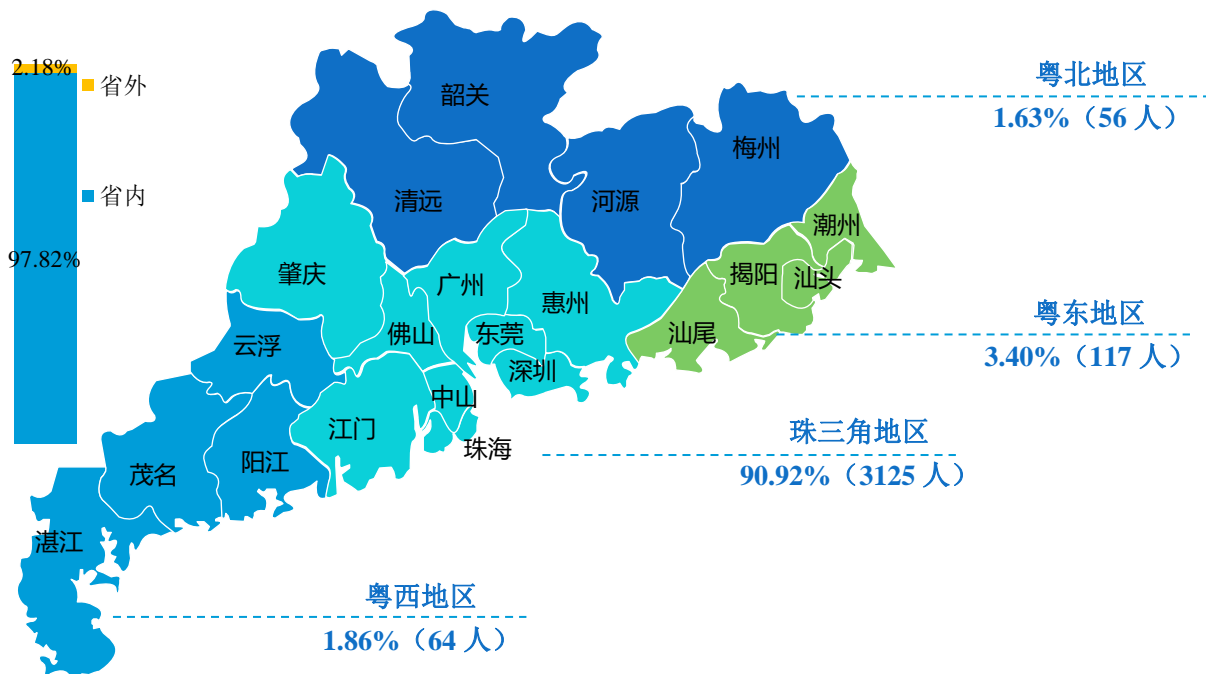 2.18%
省外
省内
97.82%
韶关
梅州
清远
河源
潮州
肇庆
广州
揭阳
汕头
惠州
云浮
佛山
东莞
汕尾
深圳
中山
江门
珠海
阳江
茂名
湛江
粤北地区
1.63%（56 人）
粤东地区
3.40%（117 人）
珠三角地区
90.92%（3125 人）
粤西地区
1.86%（64 人）